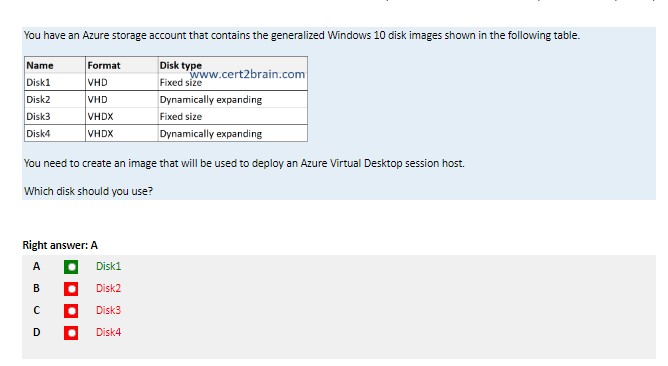 You have an Azure storage account that contains the generalized Windows 10 disk images shown in the following table.
Name Format Disk type
www.cert2brain.com
Disk1 VHD Fixed size
Disk2 VHD Dynamically expanding
Disk3 VHDX Fixed size
Disk4 VHDX Dynamically expanding
You need to create an image that will be used to deploy an Azure Virtual Desktop session host.
Which disk should you use?
Right answer: A
A Disk1
B Disk2
C Disk3
D Disk4